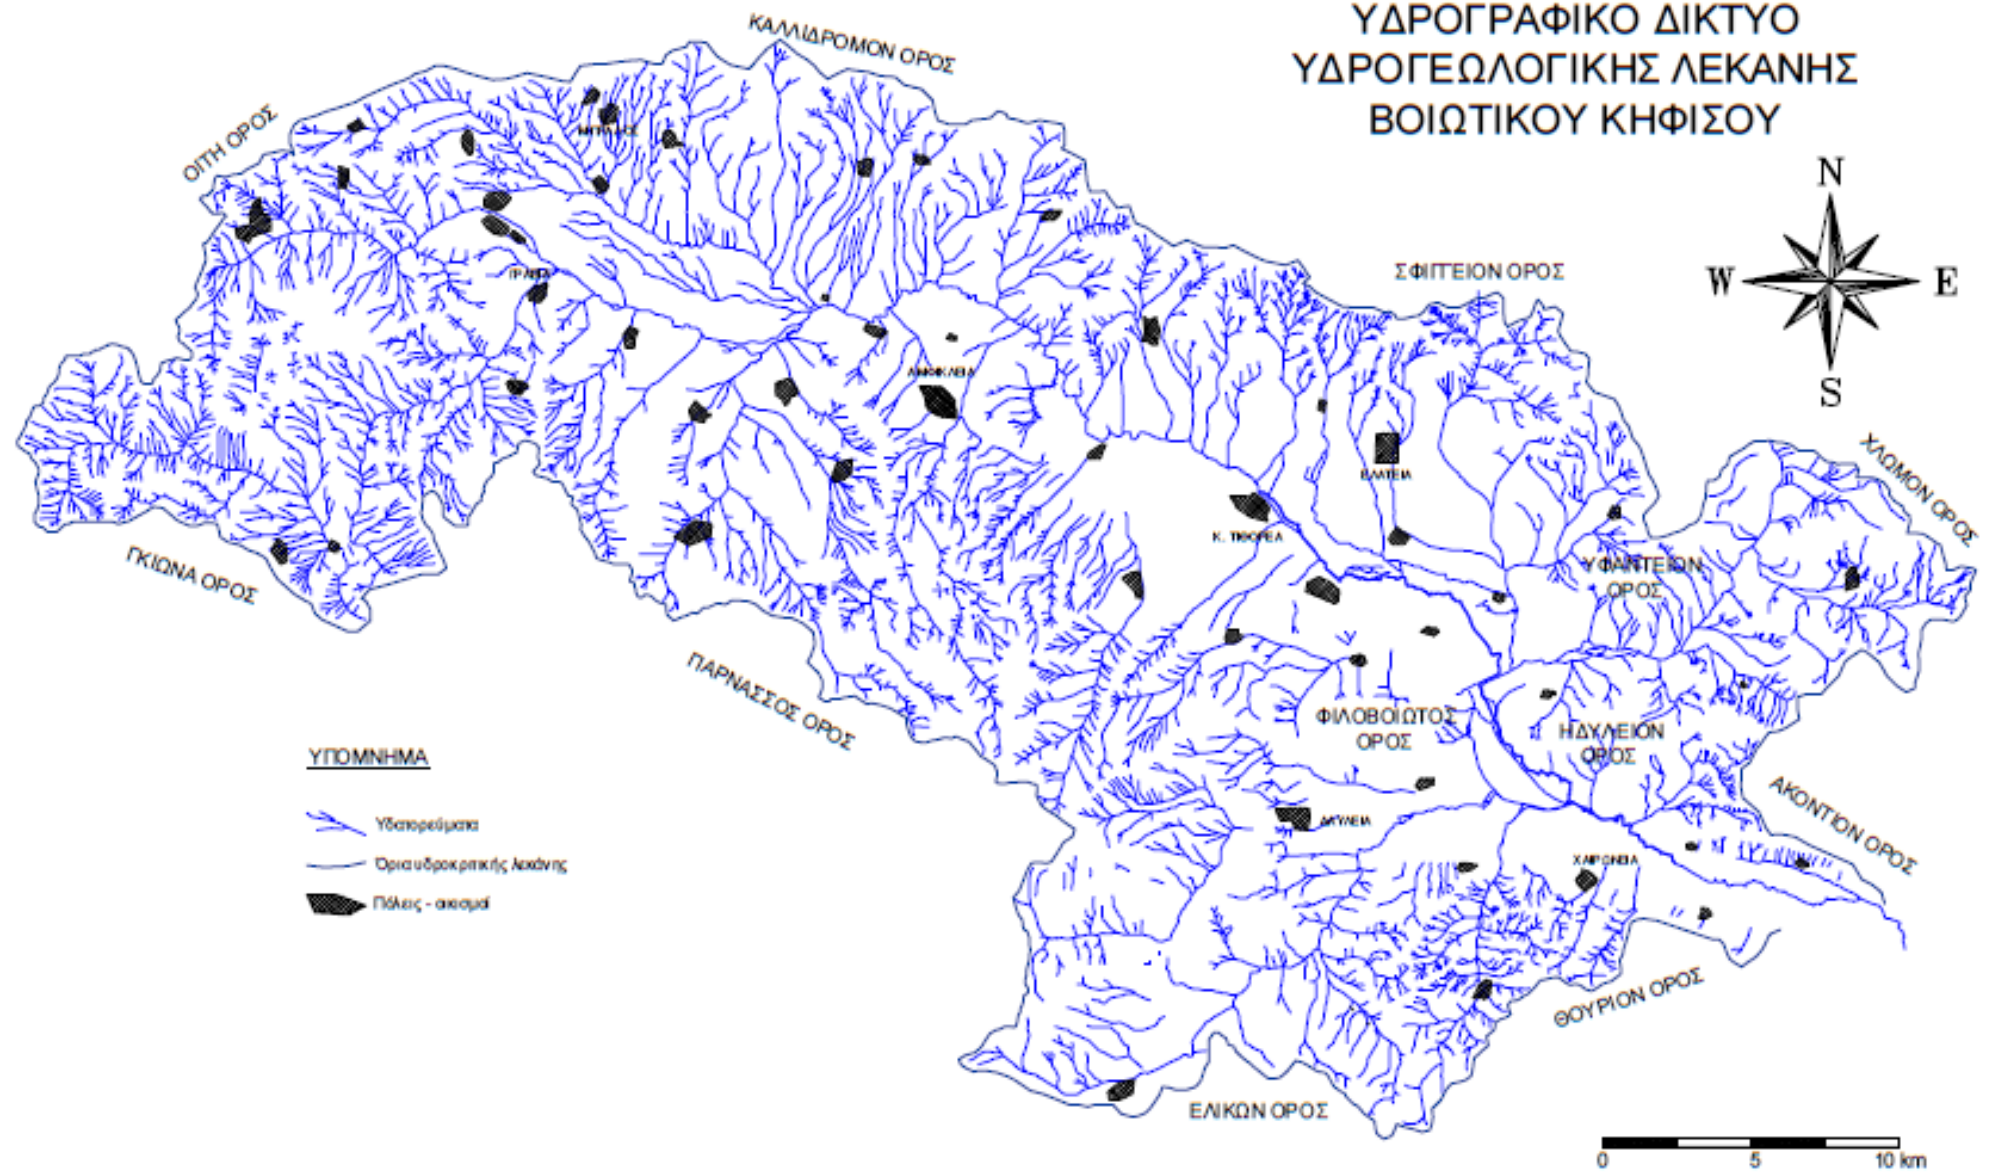 ΥΔΡΟΓΡΑΦΙΚΟ ΔΙΚΤΥΟ
ΥΔΡΟΓΕΩΛΟΓΙΚΗΣ ΛΕΚΑΝΗΣ
ΒΟΙΩΤΙΚΟΥ ΚΗΦΙΣΟΥ
ΚΑΛΛΙΔΡΟΜΟΝ ΟΡΟΣ
ΟΙΤΗ ΟΡΟΣ
N
W
E
S
ΣΦΙΓΓΕΙΟΝ ΟΡΟΣ
ΓΡΑΒΙΑ
ΑΜΦΙΚΛΕΙΑ
ΕΛΑΤΕΙΑ
ΧΛΩΜΟΝ ΟΡΟΣ
Κ. ΤΙΘΟΡΕΑ
ΓΚΙΩΝΑ ΟΡΟΣ
ΥΦΑΝΤΕΙΟΝ
ΟΡΟΣ
ΠΑΡΝΑΣΣΟΣ ΟΡΟΣ
ΦΙΛΟΒΟΙΩΤΟΣ
ΟΡΟΣ
ΗΔΥΛΕΙΟΝ
ΟΡΟΣ
ΑΚΟΝΤΙΟΝ ΟΡΟΣ
ΔΑΥΛΕΙΑ
ΧΑΙΡΩΝΕΙΑ
ΥΠΟΜΝΗΜΑ
Υδατορεύματα
Όρια υδροκριτικής λεκάνης
Πόλεις - οικισμοί
ΘΟΥΡΙΟΝ ΟΡΟΣ
ΕΛΙΚΩΝ ΟΡΟΣ
0 5 10 km